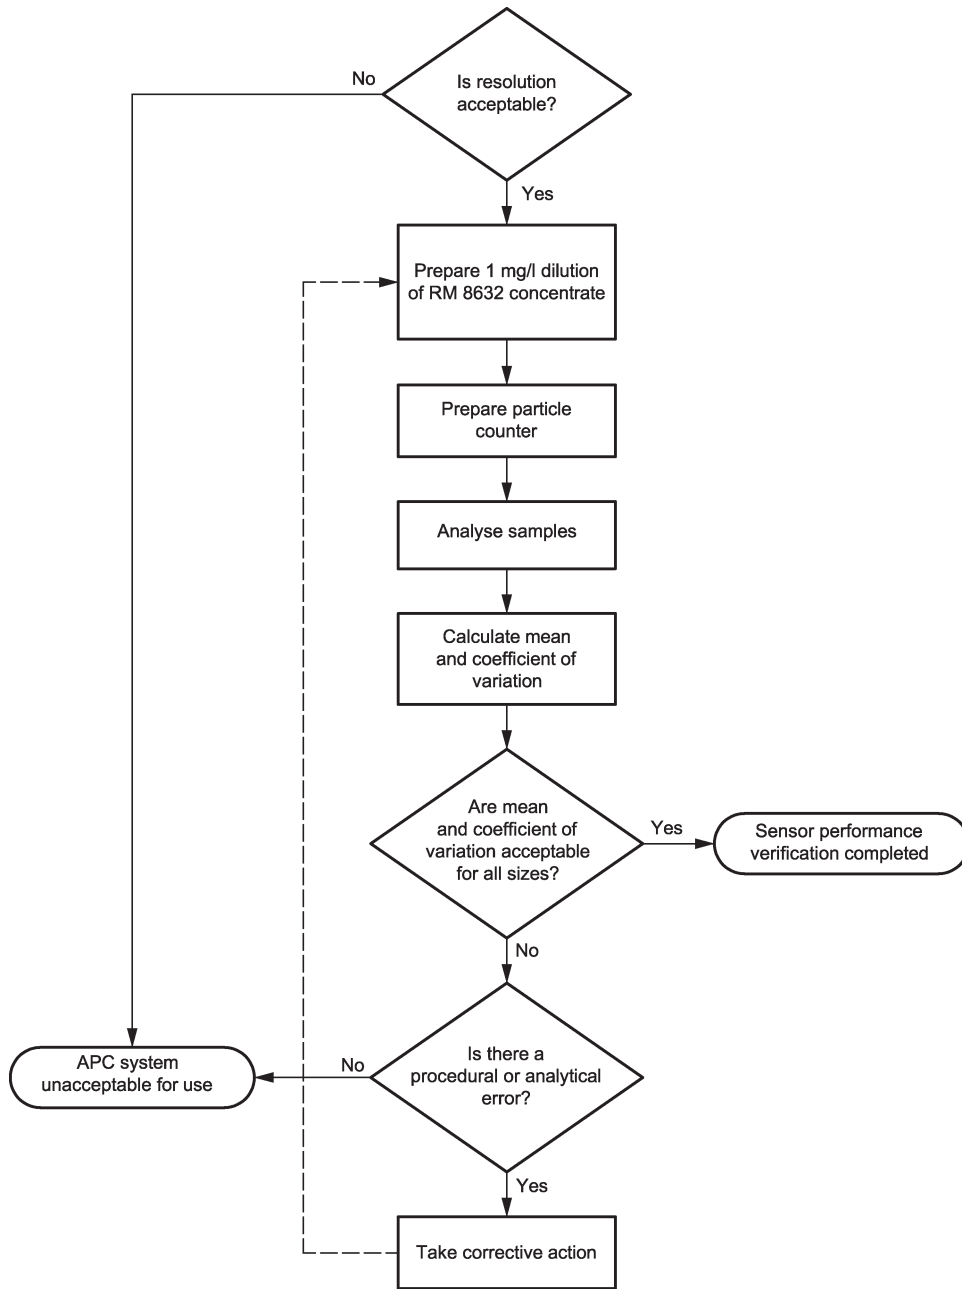 Is resolution
acceptable?
No
Yes
Prepare 1 mg/l dilution
of RM 8632 concentrate
Prepare particle
counter
Analyse samples
Calculate mean
and coefficient of
variation
Are mean
and coefficient of
variation acceptable
for all sizes?
Yes
Sensor performance
verification completed
No
Is there a
procedural or analytical
error?
No
APC system
unacceptable for use
Yes
Take corrective action